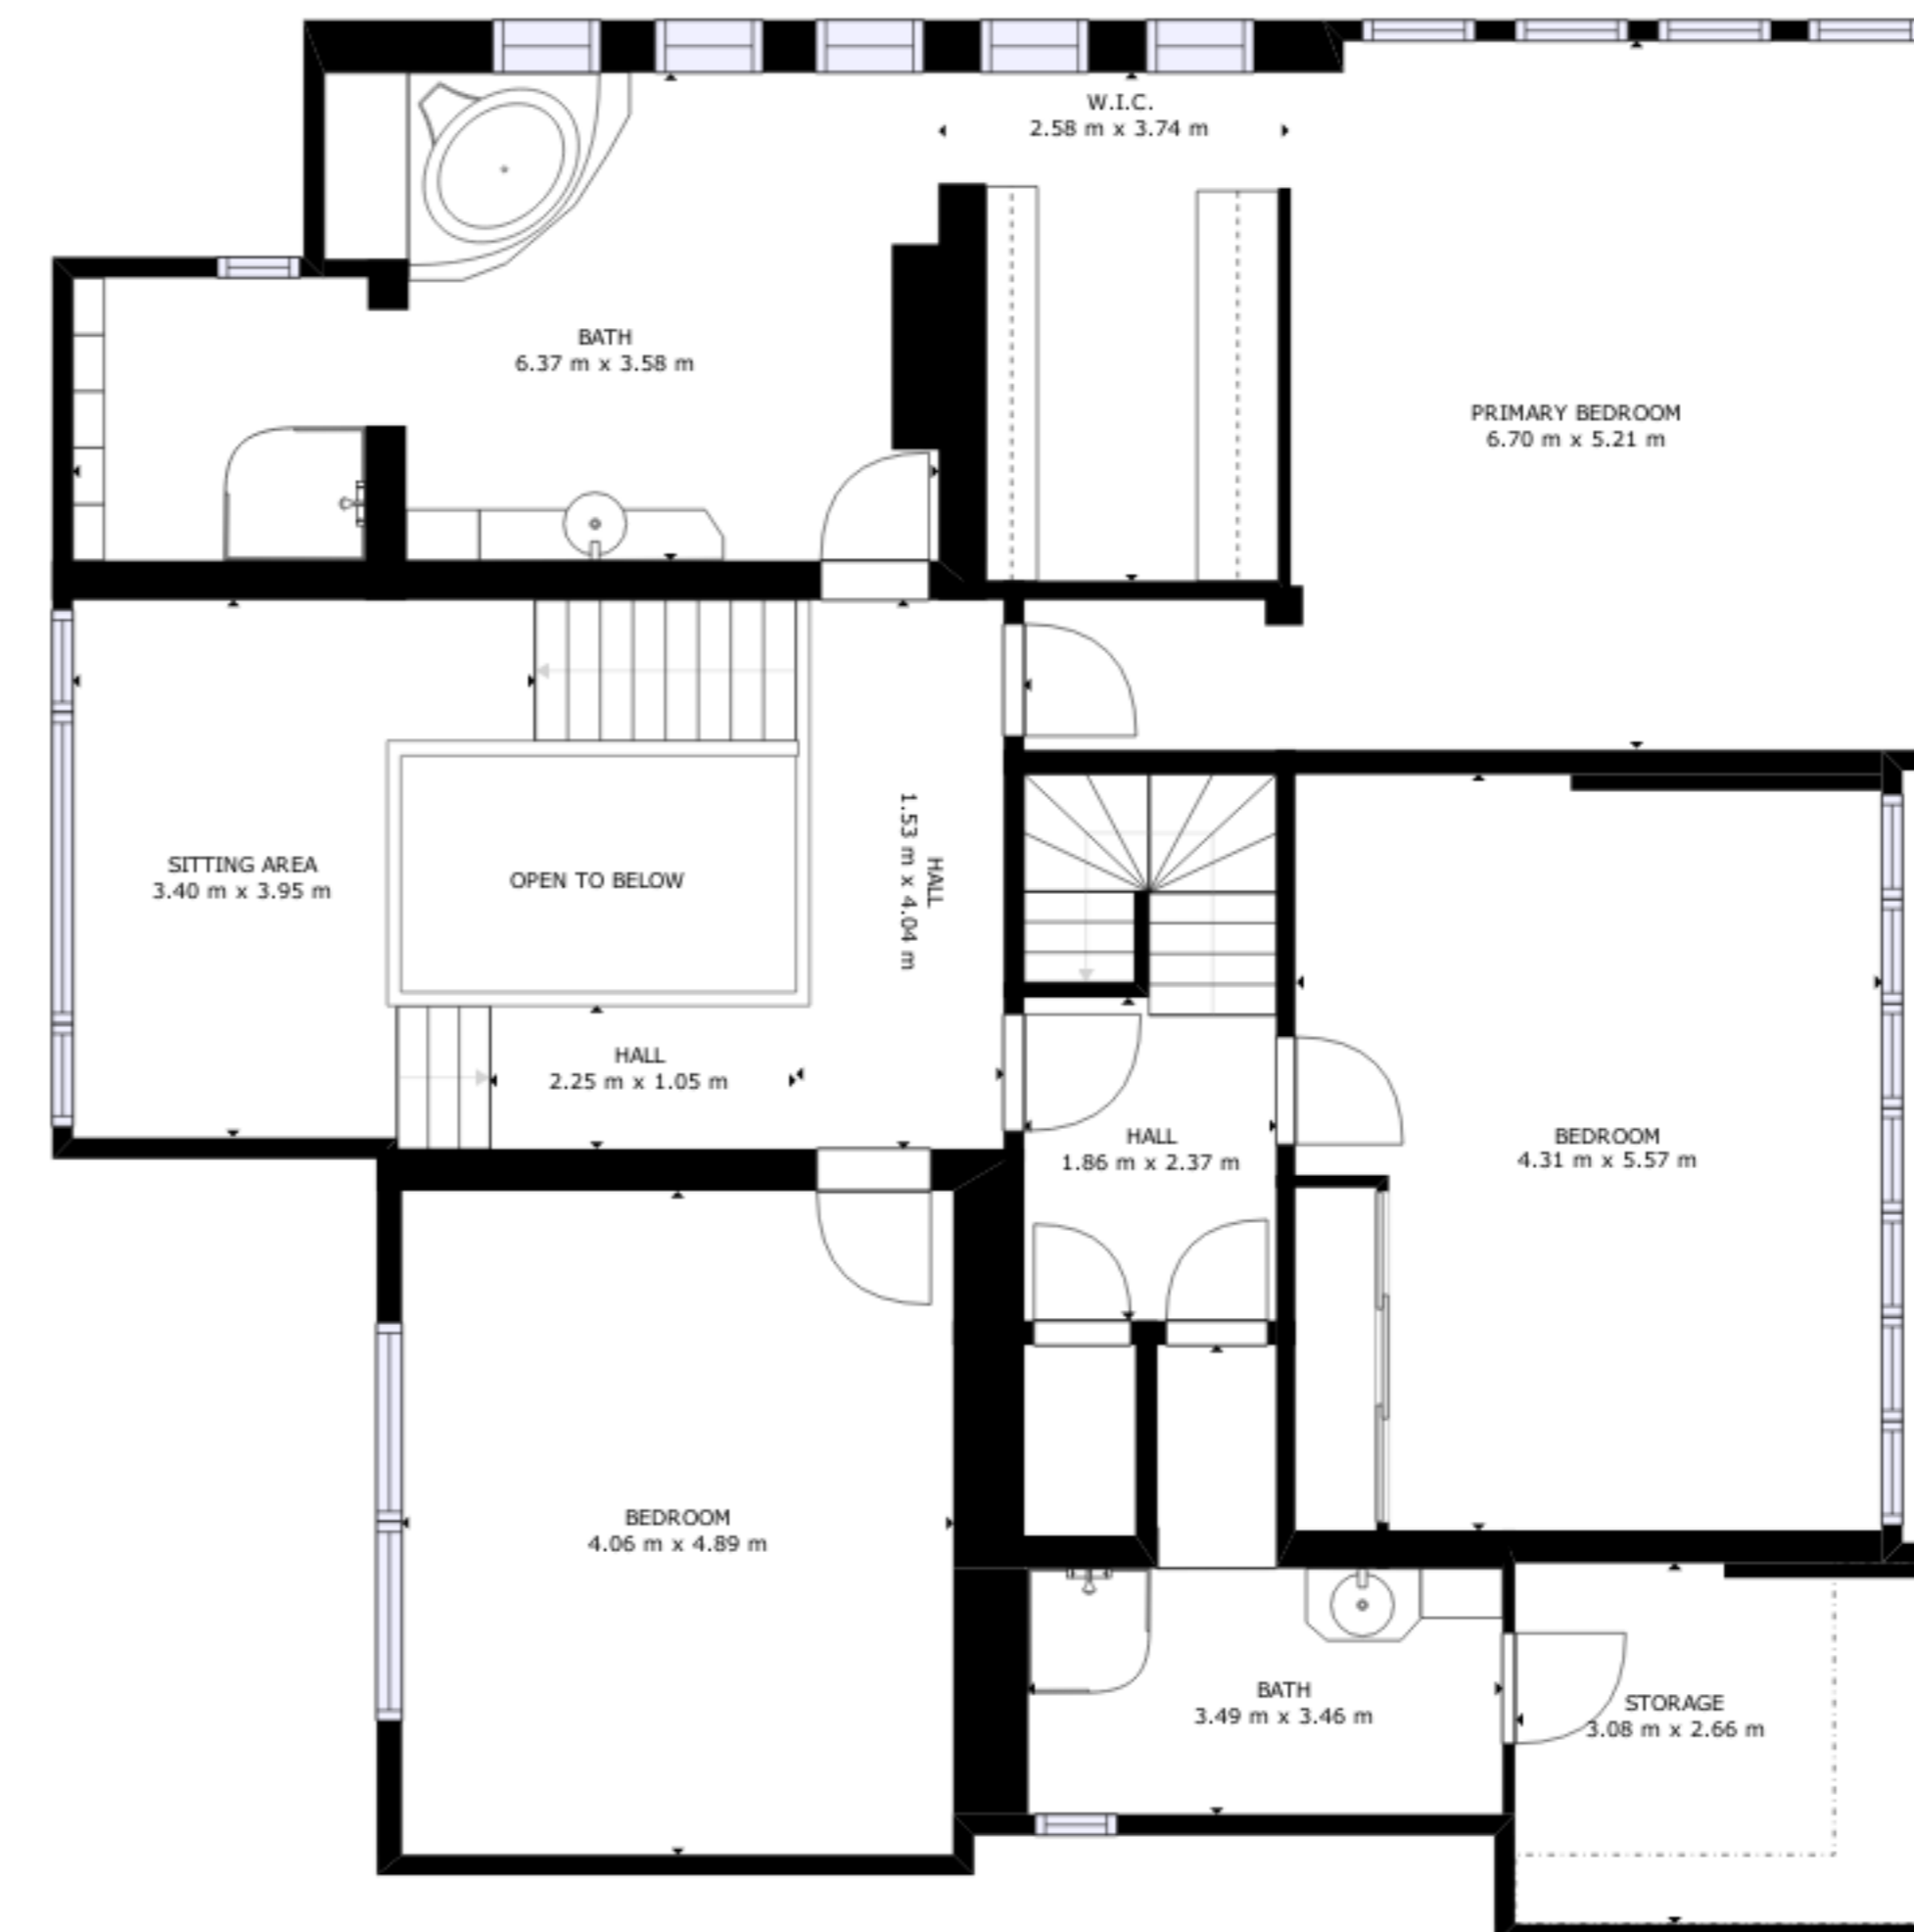 W.I.C.
2.58 m x 3.74 m
BATH
6.37 m x 3.58 m
PRIMARY BEDROOM
6.70 m x 5.21 m
SITTING AREA
3.40 m x 3.95 m
OPEN TO BELOW
HALL
1.53 m x 4.04 m
HALL
2.25 m x 1.05 m
HALL
1.86 m x 2.37 m
BEDROOM
4.31 m x 5.57 m
BEDROOM
4.06 m x 4.89 m
BATH
3.49 m x 3.46 m
STORAGE
3.08 m x 2.66 m